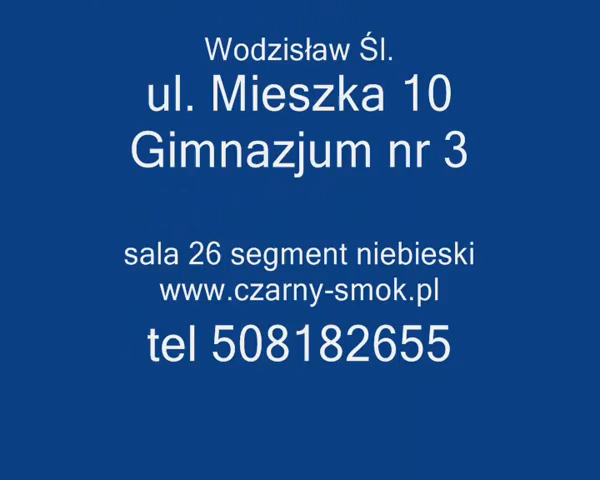 Wodzisław Śl.
ul. Mieszka 10
Gimnazjum nr 3
sala 26 segment niebieski
www.czarny-smok.pl
tel 508182655